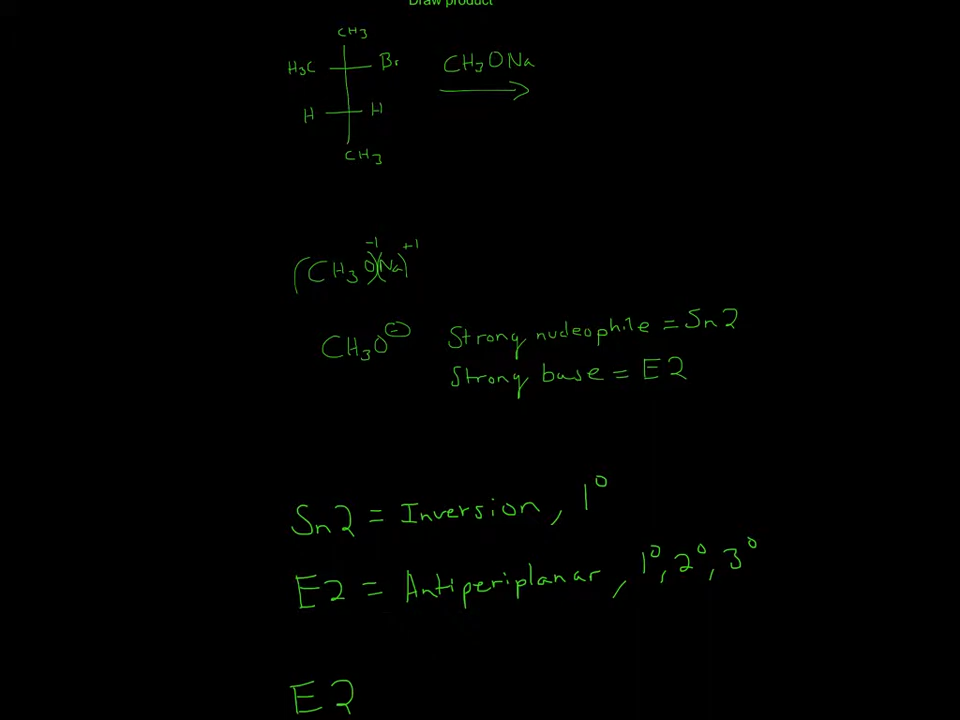 Draw product
CH3
H3C Br CH3ONa
H H
CH3
(CH3O)⁻¹(Na)⁺¹
CH3O⊖ Strong nucleophile = Sn2
Strong base = E2
Sn2 = Inversion, 1°
E2 = Antiperiplanar, 1°, 2°, 3°
E2